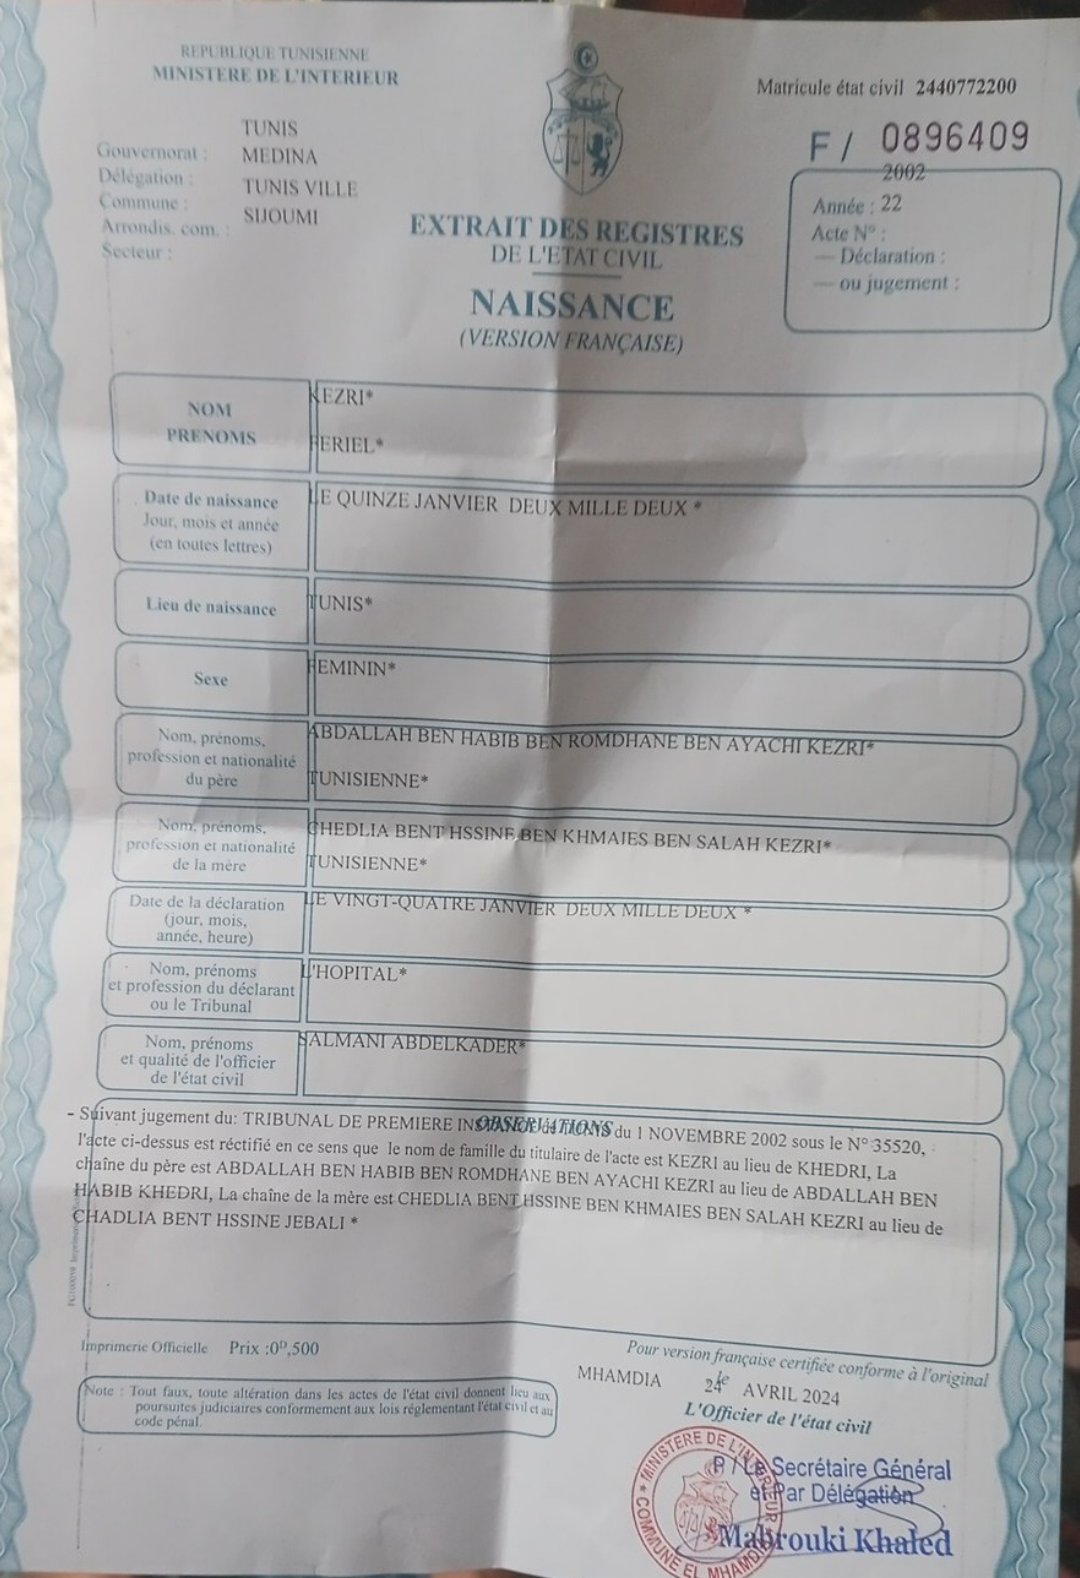 REPUBLIQUE TUNISIENNE
MINISTERE DE L'INTERIEUR
Matricule état civil 2440772200
F / 0896409
Gouvernorat : TUNIS
Délégation : MEDINA
Commune : TUNIS VILLE
Arrondis. com. : SIJOUMI
Secteur :
2002
Année : 22
Acte N° :
— Déclaration :
— ou jugement :
EXTRAIT DES REGISTRES
DE L'ETAT CIVIL
NAISSANCE
(VERSION FRANÇAISE)
NOM
PRENOMS
KEZRI*
FERIEL*
Date de naissance
Jour, mois et année
(en toutes lettres)
LE QUINZE JANVIER DEUX MILLE DEUX *
Lieu de naissance
TUNIS*
Sexe
FEMININ*
Nom, prénoms,
profession et nationalité
du père
ABDALLAH BEN HABIB BEN ROMDHANE BEN AYACHI KEZRI*
TUNISIENNE*
Nom, prénoms,
profession et nationalité
de la mère
CHEDLIA BENT HSSINE BEN KHMAIES BEN SALAH KEZRI*
TUNISIENNE*
Date de la déclaration
(jour, mois,
année, heure)
LE VINGT-QUATRE JANVIER DEUX MILLE DEUX *
Nom, prénoms
et profession du déclarant
ou le Tribunal
L'HOPITAL*
Nom, prénoms
et qualité de l'officier
de l'état civil
SALMANI ABDELKADER*
OBSERVATIONS
- Suivant jugement du: TRIBUNAL DE PREMIERE INSTANCE de TUNIS du 1 NOVEMBRE 2002 sous le N° 35520, :
l'acte ci-dessus est réctifié en ce sens que le nom de famille du titulaire de l'acte est KEZRI au lieu de KHEDRI, La
chaîne du père est ABDALLAH BEN HABIB BEN ROMDHANE BEN AYACHI KEZRI au lieu de ABDALLAH BEN
HABIB KHEDRI, La chaîne de la mère est CHEDLIA BENT HSSINE BEN KHMAIES BEN SALAH KEZRI au lieu de
CHADLIA BENT HSSINE JEBALI *
Imprimerie Officielle Prix :0ᴰ,500
Note : Tout faux, toute altération dans les actes de l'état civil donnent lieu aux
poursuites judiciaires conformement aux lois réglementant l'état civil et au
code pénal.
Pour version française certifiée conforme à l'original
MHAMDIA le 24 AVRIL 2024
L'Officier de l'état civil
P / Le Secrétaire Général
et Par Délégation
Mabrouki Khaled
* MINISTERE DE L'INTERIEUR * COMMUNE EL MHAMDIA